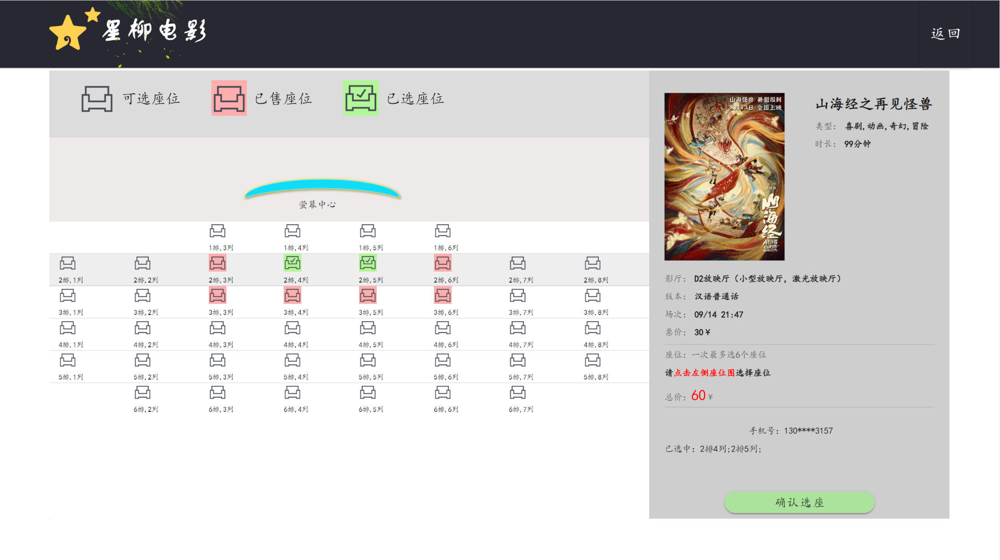 星柳电影
返回
可选座位
已售座位
已选座位
萤幕中心
1排,3列 1排,4列 1排,5列 1排,6列
2排,1列 2排,2列 2排,3列 2排,4列 2排,5列 2排,6列 2排,7列 2排,8列
3排,1列 3排,2列 3排,3列 3排,4列 3排,5列 3排,6列 3排,7列 3排,8列
4排,1列 4排,2列 4排,3列 4排,4列 4排,5列 4排,6列 4排,7列 4排,8列
5排,1列 5排,2列 5排,3列 5排,4列 5排,5列 5排,6列 5排,7列 5排,8列
6排,2列 6排,3列 6排,4列 6排,5列 6排,6列 6排,7列
山海怪兽 暑假报到
8月13日 全国上映
山海经
山海经之再见怪兽
类型： 喜剧,动画,奇幻,冒险
时长： 99分钟
影厅： D2放映厅（小型放映厅，激光放映厅）
版本： 汉语普通话
场次： 09/14 21:47
票价： 30￥
座位：一次最多选6个座位
请点击左侧座位图选择座位
总价：60￥
手机号：130****3157
已选中：2排4列;2排5列;
确认选座